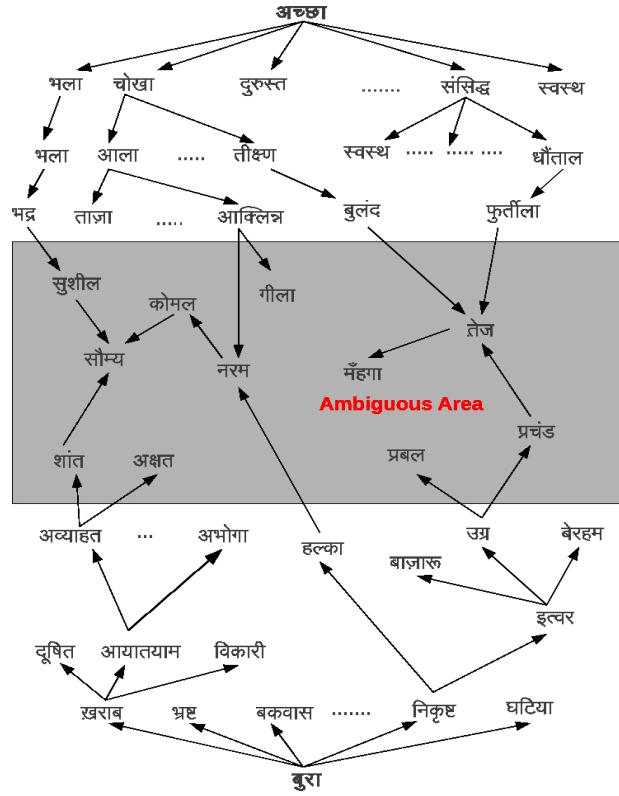 अच्छा
भला चोखा दुरुस्त ....... संसिद्ध स्वस्थ
भला आला ..... तीक्ष्ण स्वस्थ ..... ..... .... धौंताल
भद्र ताज़ा ..... आक्लिन्न बुलंद फुर्तीला
सुशील कोमल गीला
सौम्य नरम मँहगा त़ेज
Ambiguous Area
शांत अक्षत प्रबल प्रचंड
अव्याहत ... अभोगा हल्का उग्र बेरहम
बाज़ारू
इत्वर
दूषित आयातयाम विकारी
ख़राब भ्रष्ट बकवास ....... निकृष्ट घटिया
बुरा